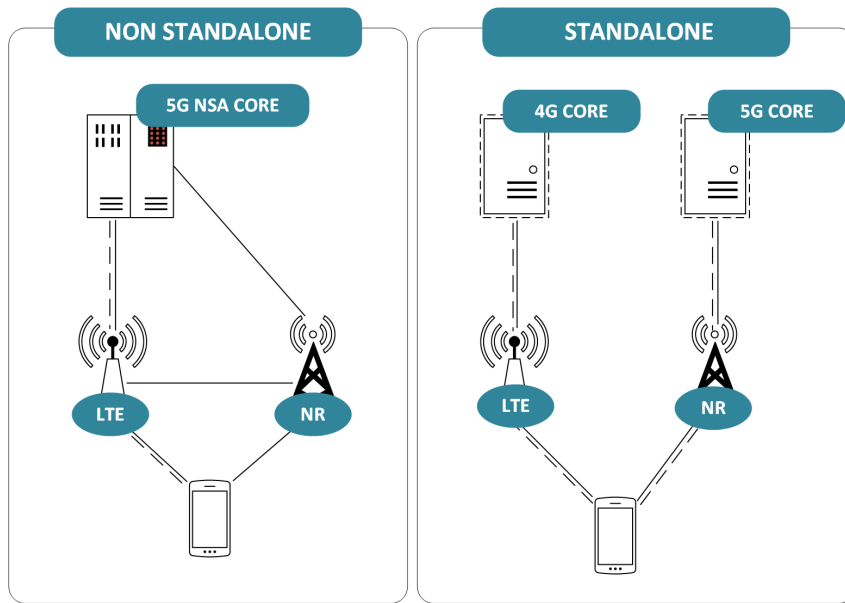 NON STANDALONE
5G NSA CORE
LTE
NR
STANDALONE
4G CORE
5G CORE
LTE
NR